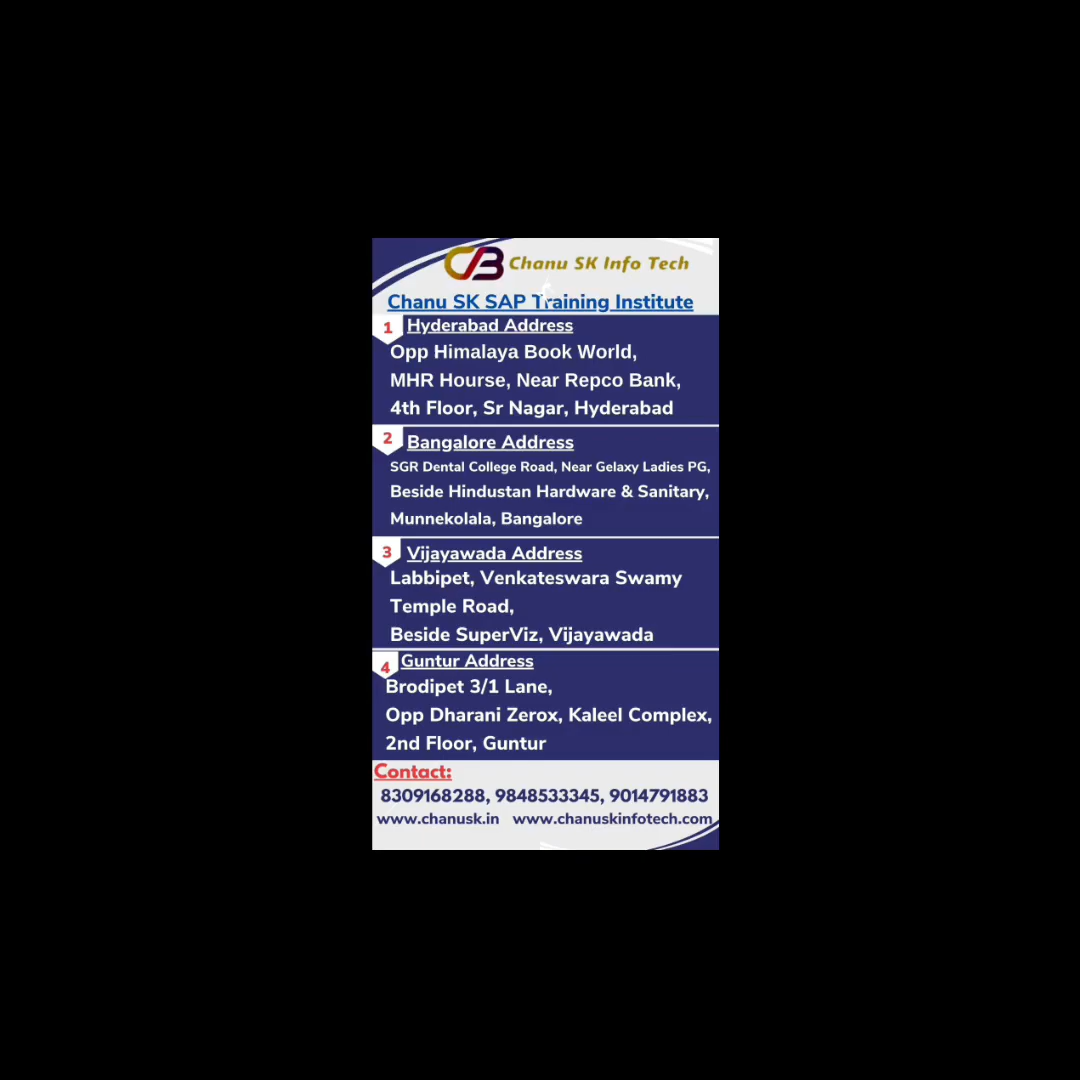 CB Chanu SK Info Tech
Chanu SK SAP Training Institute
1 Hyderabad Address
Opp Himalaya Book World,
MHR Hourse, Near Repco Bank,
4th Floor, Sr Nagar, Hyderabad
2 Bangalore Address
SGR Dental College Road, Near Gelaxy Ladies PG,
Beside Hindustan Hardware & Sanitary,
Munnekolala, Bangalore
3 Vijayawada Address
Labbipet, Venkateswara Swamy
Temple Road,
Beside SuperViz, Vijayawada
4 Guntur Address
Brodipet 3/1 Lane,
Opp Dharani Zerox, Kaleel Complex,
2nd Floor, Guntur
Contact:
8309168288, 9848533345, 9014791883
www.chanusk.in www.chanuskinfotech.com